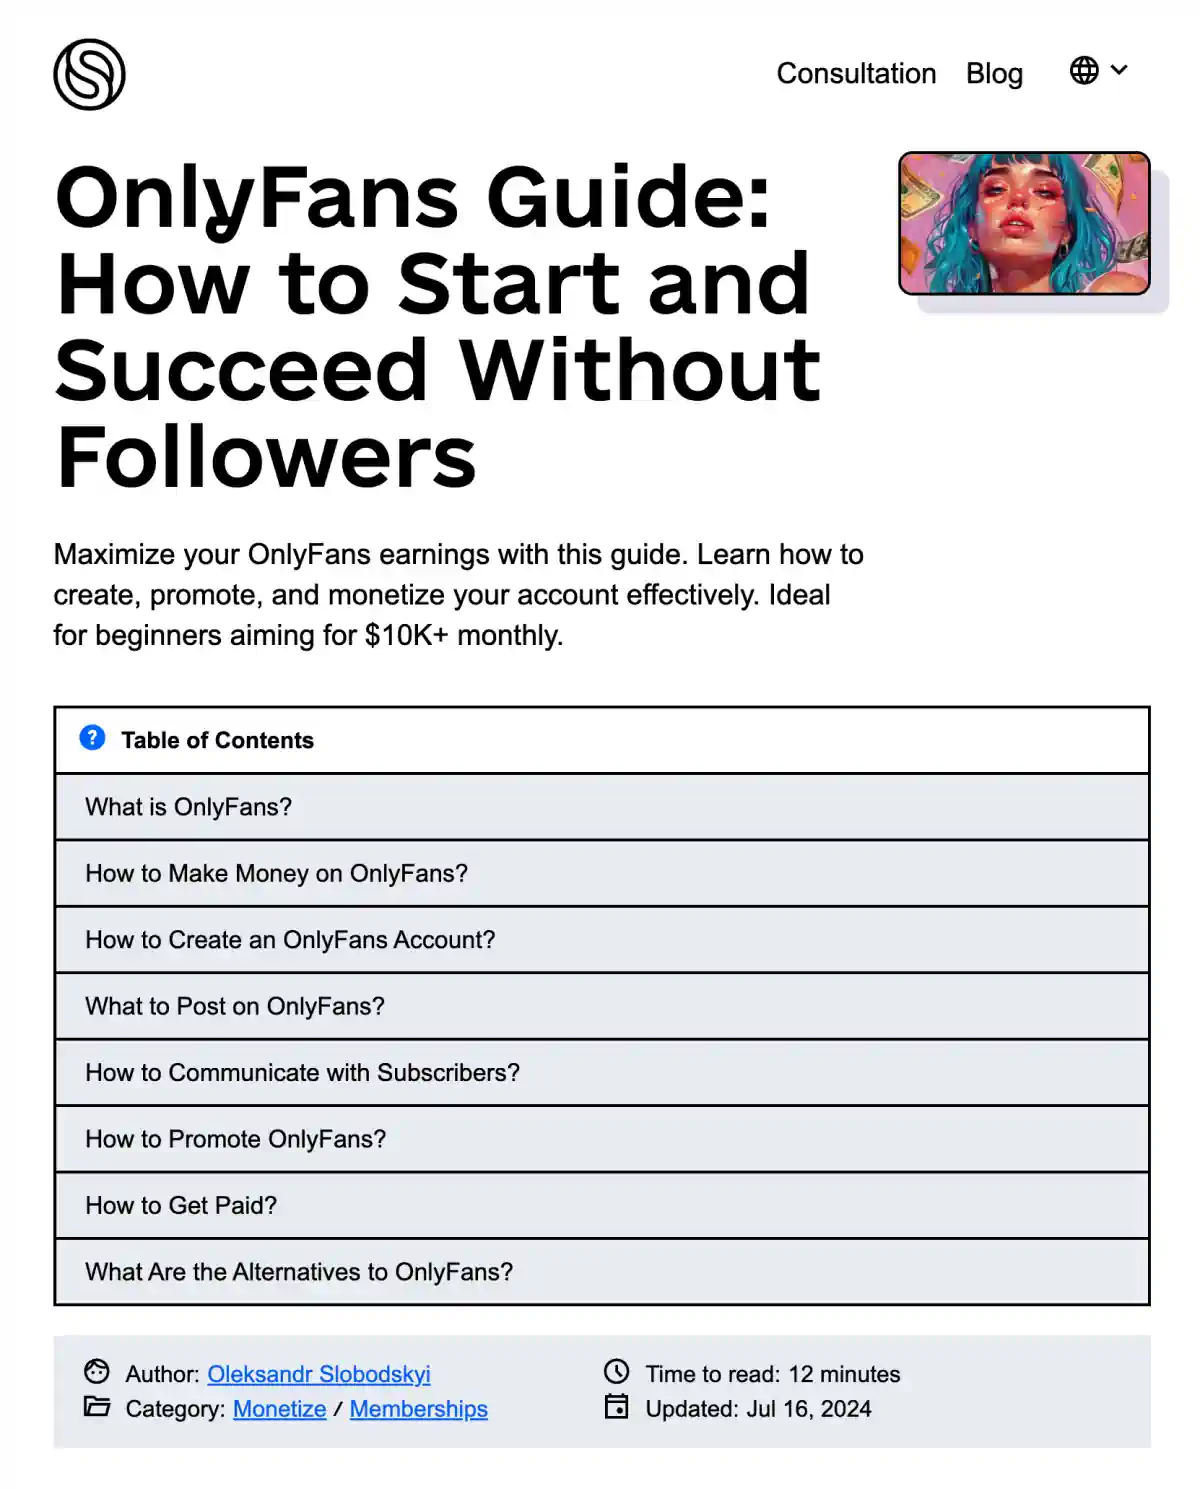 Consultation Blog
OnlyFans Guide:
How to Start and
Succeed Without
Followers
Maximize your OnlyFans earnings with this guide. Learn how to
create, promote, and monetize your account effectively. Ideal
for beginners aiming for $10K+ monthly.
? Table of Contents
What is OnlyFans?
How to Make Money on OnlyFans?
How to Create an OnlyFans Account?
What to Post on OnlyFans?
How to Communicate with Subscribers?
How to Promote OnlyFans?
How to Get Paid?
What Are the Alternatives to OnlyFans?
Author: Oleksandr Slobodskyi
Category: Monetize / Memberships
Time to read: 12 minutes
Updated: Jul 16, 2024